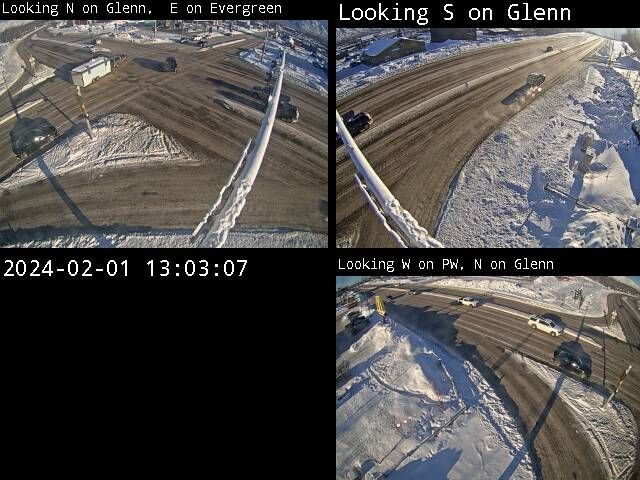 Looking N on Glenn,  E on Evergreen
Looking S on Glenn
2024-02-01 13:03:07
Looking W on PW, N on Glenn